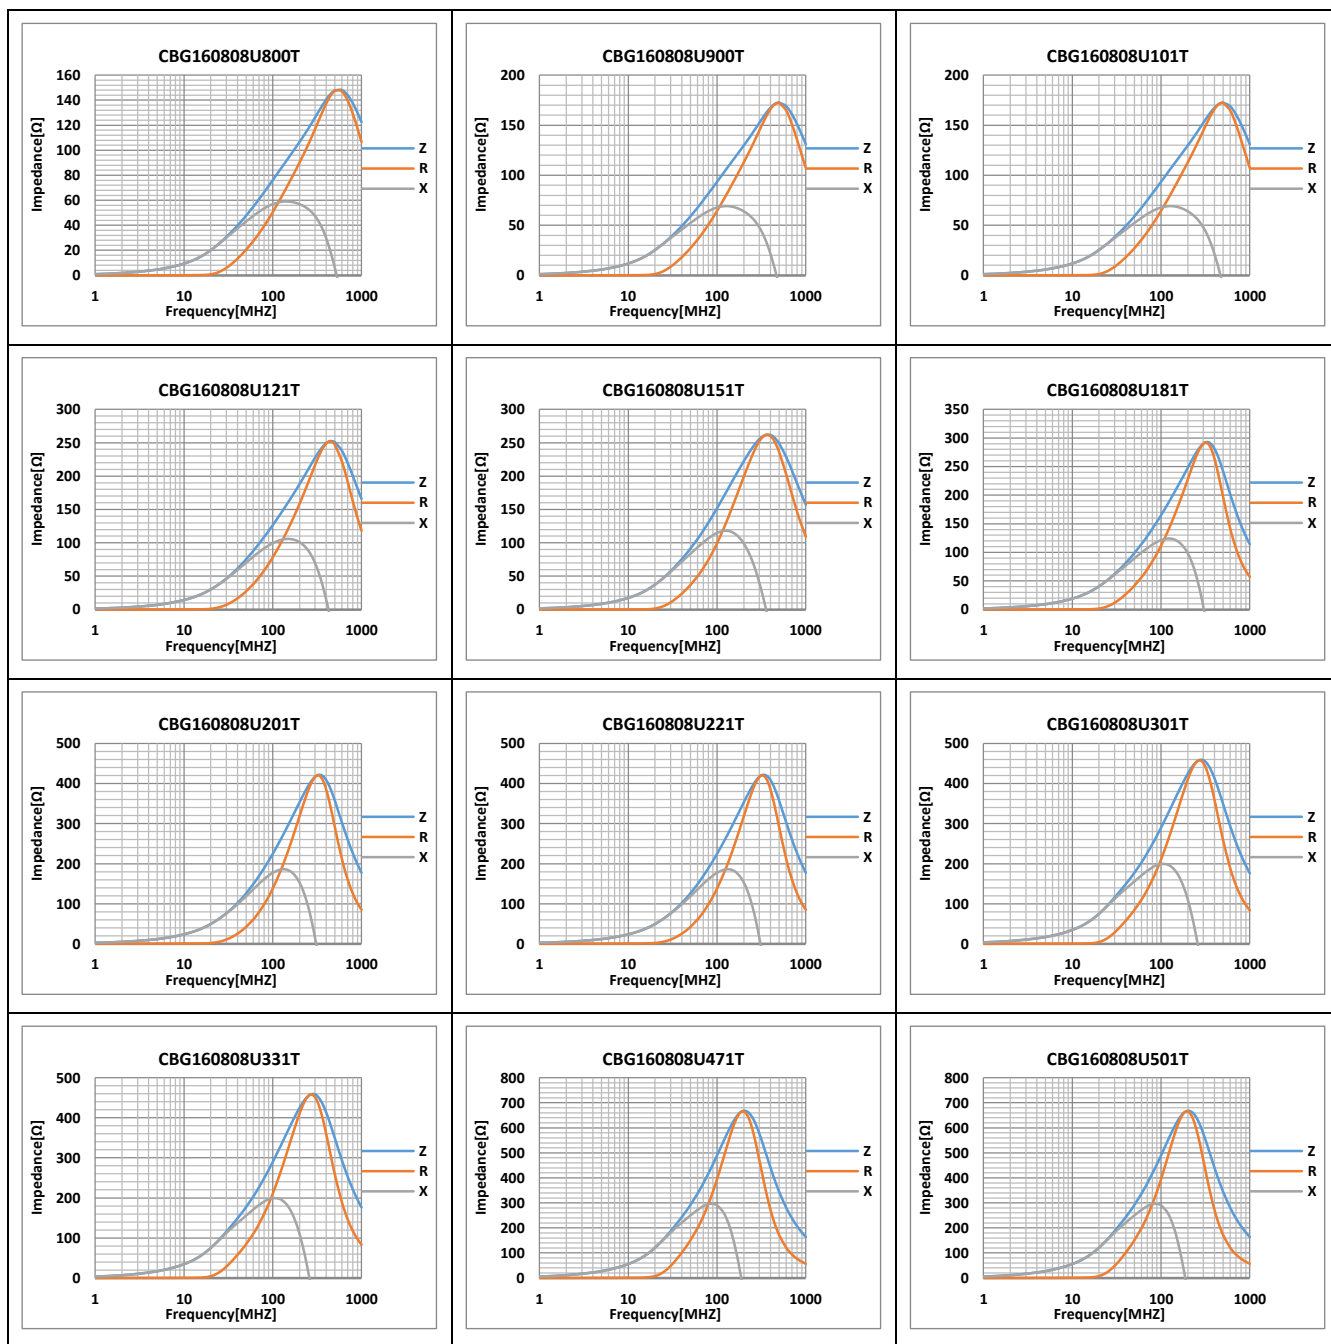 CBG160808U800T
Impedance[Ω]
160
140
120
100
80
60
40
20
0
1 10 100 1000
Frequency[MHZ]
Z
R
X
CBG160808U900T
Impedance[Ω]
200
150
100
50
0
1 10 100 1000
Frequency[MHZ]
Z
R
X
CBG160808U101T
Impedance[Ω]
200
150
100
50
0
1 10 100 1000
Frequency[MHZ]
Z
R
X
CBG160808U121T
Impedance[Ω]
300
250
200
150
100
50
0
1 10 100 1000
Frequency[MHZ]
Z
R
X
CBG160808U151T
Impedance[Ω]
300
250
200
150
100
50
0
1 10 100 1000
Frequency[MHZ]
Z
R
X
CBG160808U181T
Impedance[Ω]
350
300
250
200
150
100
50
0
1 10 100 1000
Frequency[MHZ]
Z
R
X
CBG160808U201T
Impedance[Ω]
500
400
300
200
100
0
1 10 100 1000
Frequency[MHZ]
Z
R
X
CBG160808U221T
Impedance[Ω]
500
400
300
200
100
0
1 10 100 1000
Frequency[MHZ]
Z
R
X
CBG160808U301T
Impedance[Ω]
500
400
300
200
100
0
1 10 100 1000
Frequency[MHZ]
Z
R
X
CBG160808U331T
Impedance[Ω]
500
400
300
200
100
0
1 10 100 1000
Frequency[MHZ]
Z
R
X
CBG160808U471T
Impedance[Ω]
800
700
600
500
400
300
200
100
0
1 10 100 1000
Frequency[MHZ]
Z
R
X
CBG160808U501T
Impedance[Ω]
800
700
600
500
400
300
200
100
0
1 10 100 1000
Frequency[MHZ]
Z
R
X